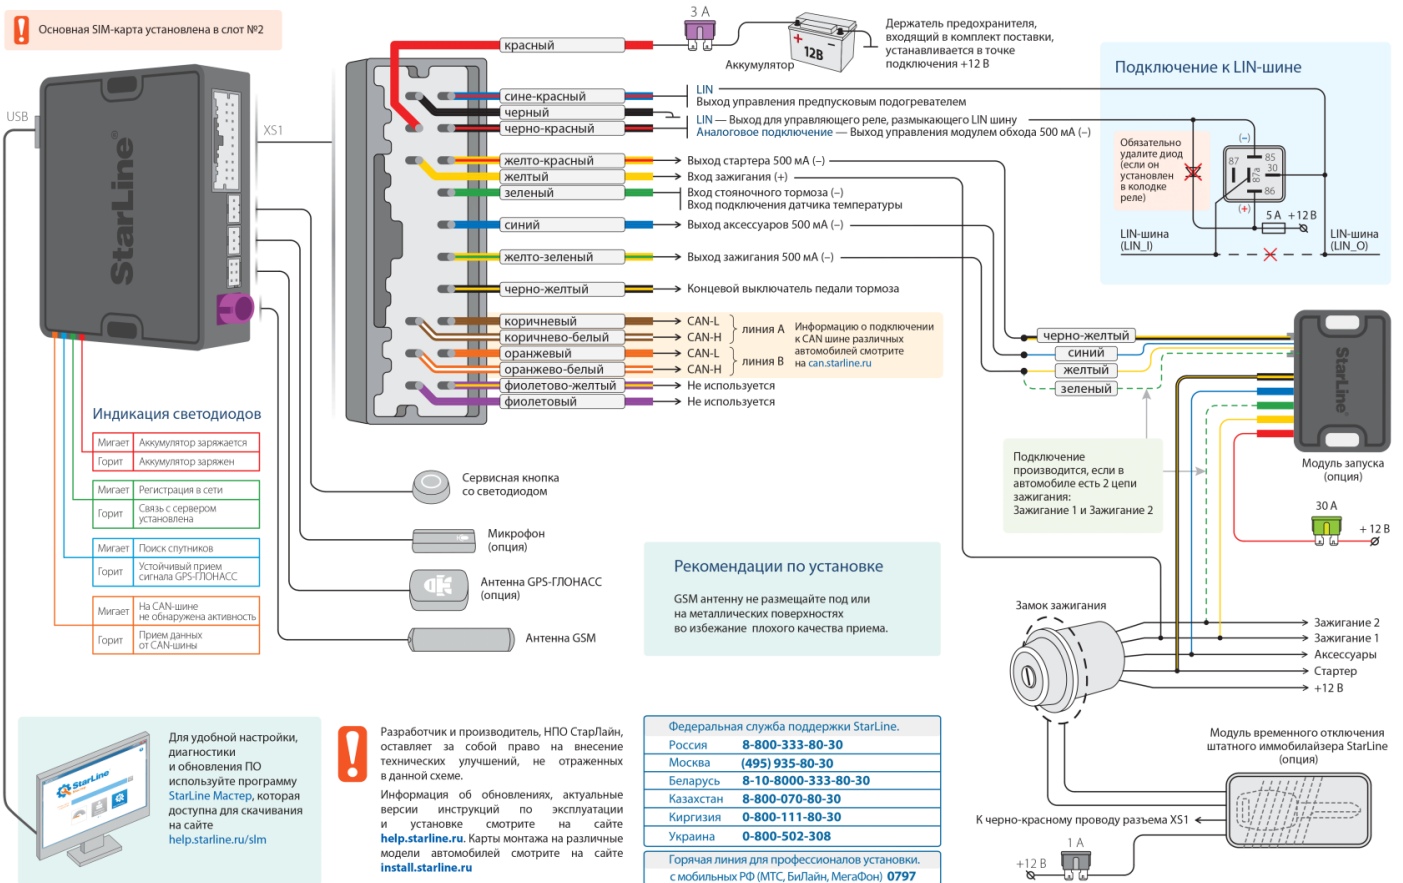 Основная SIM-карта установлена в слот №2
USB
XS1
StarLine®
3 А
Аккумулятор
12В
Держатель предохранителя,
входящий в комплект поставки,
устанавливается в точке
подключения +12 В
красный
сине-красный
черный
черно-красный
желто-красный
желтый
зеленый
синий
желто-зеленый
черно-желтый
коричневый
коричнево-белый
оранжевый
оранжево-белый
фиолетово-желтый
фиолетовый
LIN
Выход управления предпусковым подогревателем
LIN — Выход для управляющего реле, размыкающего LIN шину
Аналоговое подключение — Выход управления модулем обхода 500 мА (–)
Выход стартера 500 мА (–)
Вход зажигания (+)
Вход стояночного тормоза (–)
Вход подключения датчика температуры
Выход аксессуаров 500 мА (–)
Выход зажигания 500 мА (–)
Концевой выключатель педали тормоза
CAN-L
CAN-H
линия A
CAN-L
CAN-H
линия B
Информацию о подключении
к CAN шине различных
автомобилей смотрите
на can.starline.ru
Не используется
Не используется
Подключение к LIN-шине
Обязательно
удалите диод
(если он
установлен
в колодке
реле)
(–)
87
85
30
87a
86
(+)
5 А
+12 В
LIN-шина
(LIN_I)
LIN-шина
(LIN_O)
черно-желтый
синий
желтый
зеленый
StarLine
Модуль запуска
(опция)
30 А
+ 12 В
Подключение
производится, если в
автомобиле есть 2 цепи
зажигания:
Зажигание 1 и Зажигание 2
Индикация светодиодов
Мигает Аккумулятор заряжается
Горит Аккумулятор заряжен
Мигает Регистрация в сети
Горит Связь с сервером
установлена
Мигает Поиск спутников
Горит Устойчивый прием
сигнала GPS-ГЛОНАСС
Мигает На CAN-шине
не обнаружена активность
Горит Прием данных
от CAN-шины
Сервисная кнопка
со светодиодом
Микрофон
(опция)
Антенна GPS-ГЛОНАСС
(опция)
Антенна GSM
Рекомендации по установке
GSM антенну не размещайте под или
на металлических поверхностях
во избежание плохого качества приема.
Замок зажигания
Зажигание 2
Зажигание 1
Аксессуары
Стартер
+12 В
Модуль временного отключения
штатного иммобилайзера StarLine
(опция)
К черно-красному проводу разъема XS1
1 А
+12 В
StarLine
Для удобной настройки,
диагностики
и обновления ПО
используйте программу
StarLine Мастер, которая
доступна для скачивания
на сайте
help.starline.ru/slm
Разработчик и производитель, НПО СтарЛайн,
оставляет за собой право на внесение
технических улучшений, не отраженных
в данной схеме.
Информация об обновлениях, актуальные
версии инструкций по эксплуатации
и установке смотрите на сайте
help.starline.ru. Карты монтажа на различные
модели автомобилей смотрите на сайте
install.starline.ru
Федеральная служба поддержки StarLine.
Россия 8-800-333-80-30
Москва (495) 935-80-30
Беларусь 8-10-8000-333-80-30
Казахстан 8-800-070-80-30
Киргизия 0-800-111-80-30
Украина 0-800-502-308
Горячая линия для профессионалов установки.
с мобильных РФ (МТС, БиЛайн, МегаФон) 0797